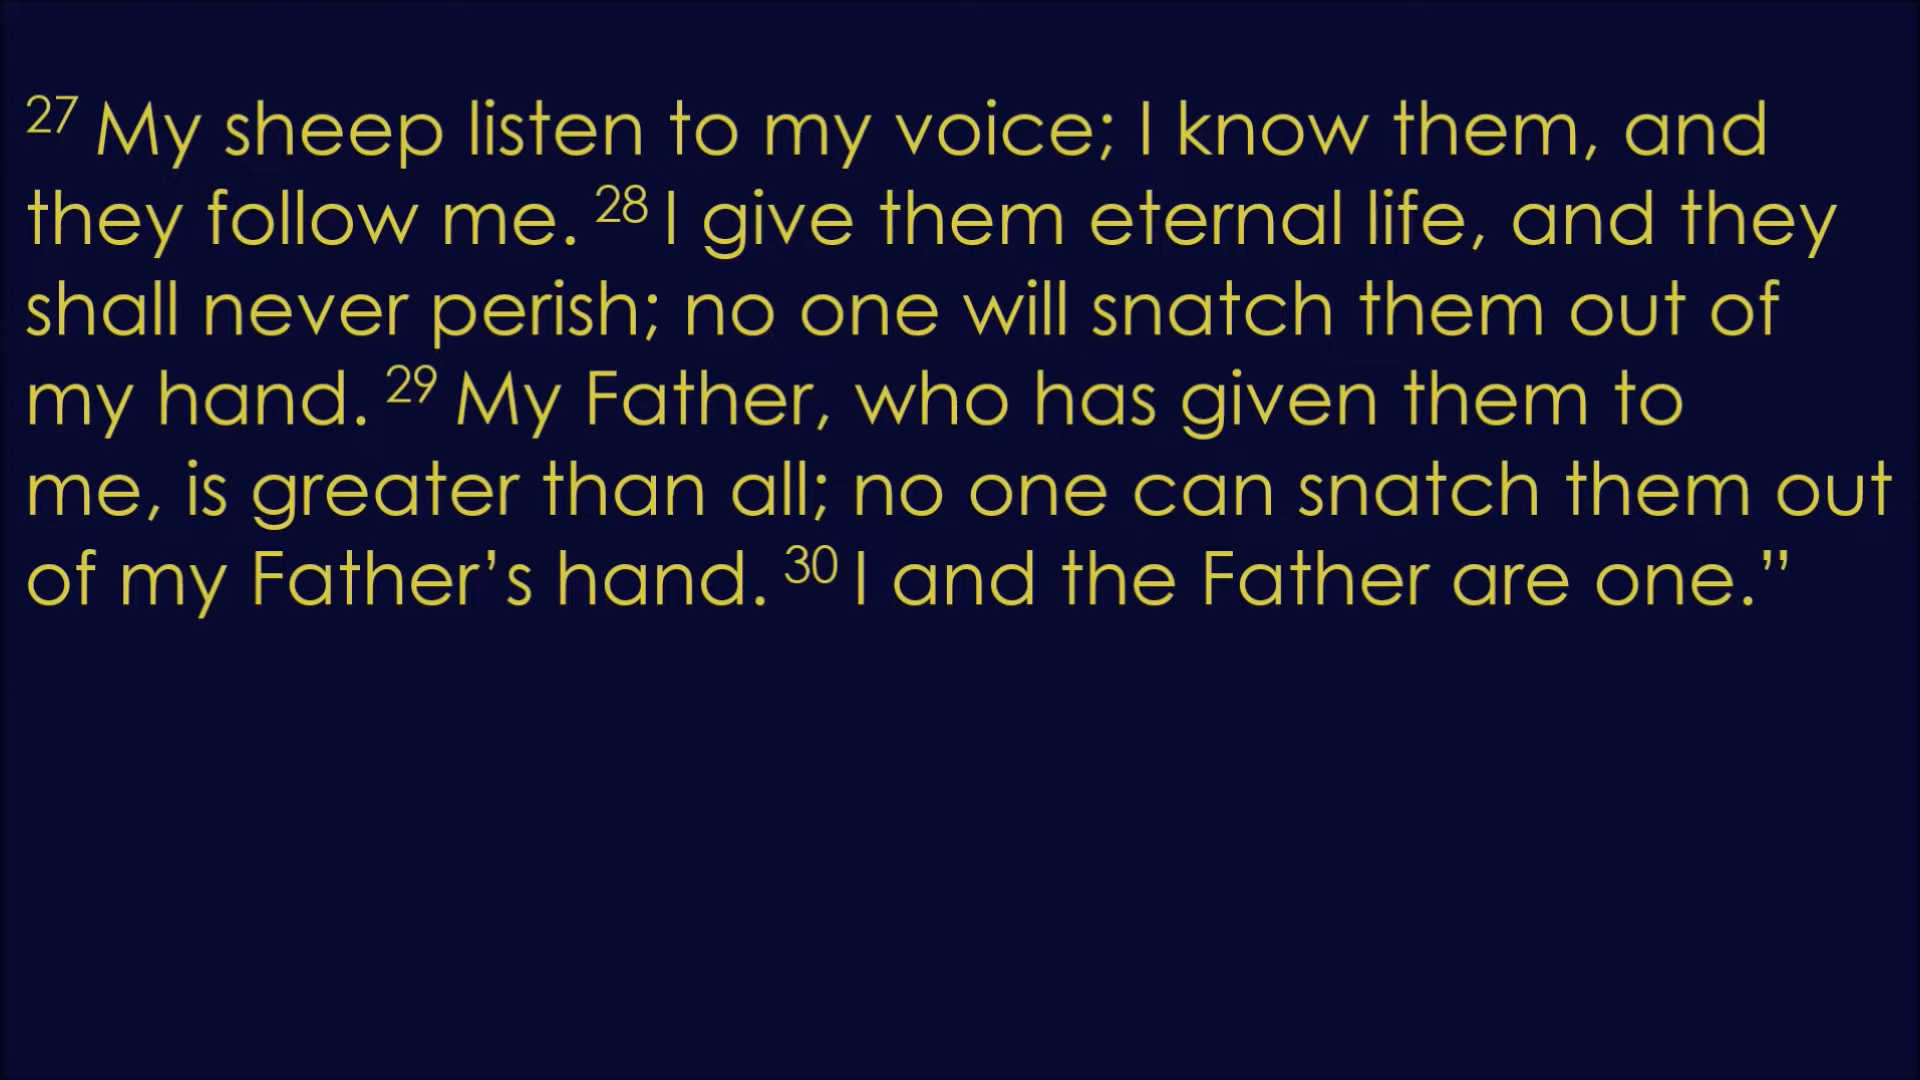 27 My sheep listen to my voice; I know them, and
they follow me. 28 I give them eternal life, and they
shall never perish; no one will snatch them out of
my hand. 29 My Father, who has given them to
me, is greater than all; no one can snatch them out
of my Father’s hand. 30 I and the Father are one.”